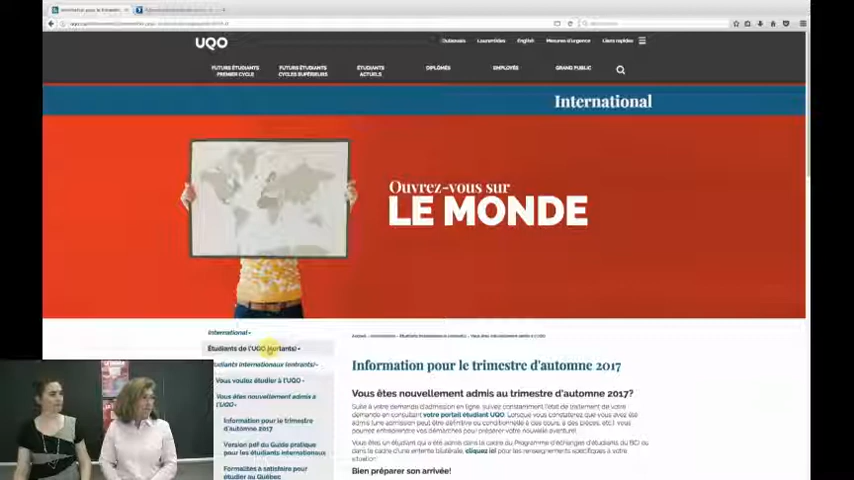 UQO
Outaouais Laurentides English Mesures d'urgence Liens rapides
FUTURS ÉTUDIANTS
PREMIER CYCLE
FUTURS ÉTUDIANTS
CYCLES SUPÉRIEURS
ÉTUDIANTS
ACTUELS
DIPLÔMÉS
EMPLOYÉS
GRAND PUBLIC
International
Ouvrez-vous sur
LE MONDE
International
Étudiants de l'UQO (sortants)
Étudiants internationaux (entrants)
Vous voulez étudier à l'UQO
Vous êtes nouvellement admis à
l'UQO
Information pour le trimestre
d'automne 2017
Version pdf du Guide pratique
pour les étudiants internationaux
Formalités à satisfaire pour
étudier au Québec
Information pour le trimestre d'automne 2017
Vous êtes nouvellement admis au trimestre d'automne 2017?
Suite à votre demande d'admission en ligne, suivez constamment l'état de traitement de votre
demande en consultant votre portail étudiant UQO. Lorsque vous constatez que vous avez été
admis (une admission peut être définitive ou conditionnelle à des cours, à des pièces, etc.) vous
pourrez entreprendre vos démarches pour préparer votre nouvelle aventure!
Vous êtes un étudiant qui a été admis dans le cadre du Programme d'échanges d'étudiants du BCI ou
dans le cadre d'une entente bilatérale, cliquez ici pour les renseignements spécifiques à votre
situation.
Bien préparer son arrivée!